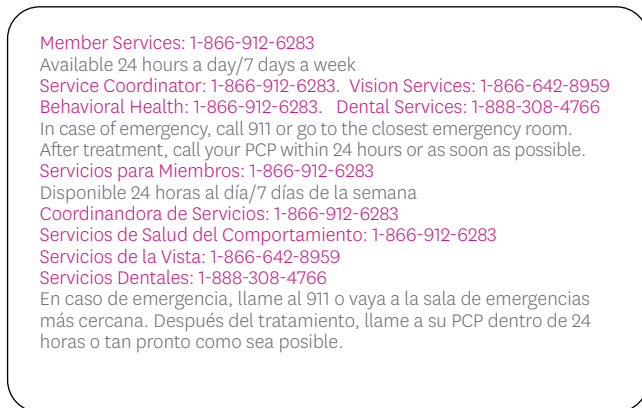 Member Services: 1-866-912-6283
Available 24 hours a day/7 days a week
Service Coordinator: 1-866-912-6283.  Vision Services: 1-866-642-8959
Behavioral Health: 1-866-912-6283.   Dental Services: 1-888-308-4766
In case of emergency, call 911 or go to the closest emergency room.
After treatment, call your PCP within 24 hours or as soon as possible.
Servicios para Miembros: 1-866-912-6283
Disponible 24 horas al día/7 días de la semana
Coordinandora de Servicios: 1-866-912-6283
Servicios de Salud del Comportamiento: 1-866-912-6283
Servicios de la Vista: 1-866-642-8959
Servicios Dentales: 1-888-308-4766
En caso de emergencia, llame al 911 o vaya a la sala de emergencias
más cercana. Después del tratamiento, llame a su PCP dentro de 24
horas o tan pronto como sea posible.